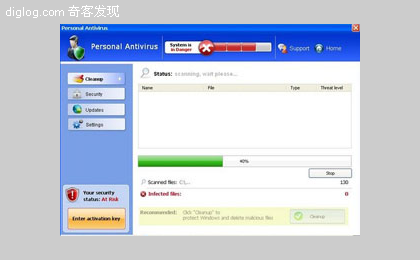 diglog.com 奇客发现
Personal Antivirus
Personal Antivirus
System is
in Danger
Support
Home
Cleanup
Security
Updates
Settings
Status: scanning, wait please...
Name File Type Threat level
40%
Stop
Scanned files: C:\... 130
Infected files: 0
Your security
status: At Risk
Enter activation key
Recommended: Click "Cleanup" to
protect Windows and delete malicious files
Cleanup